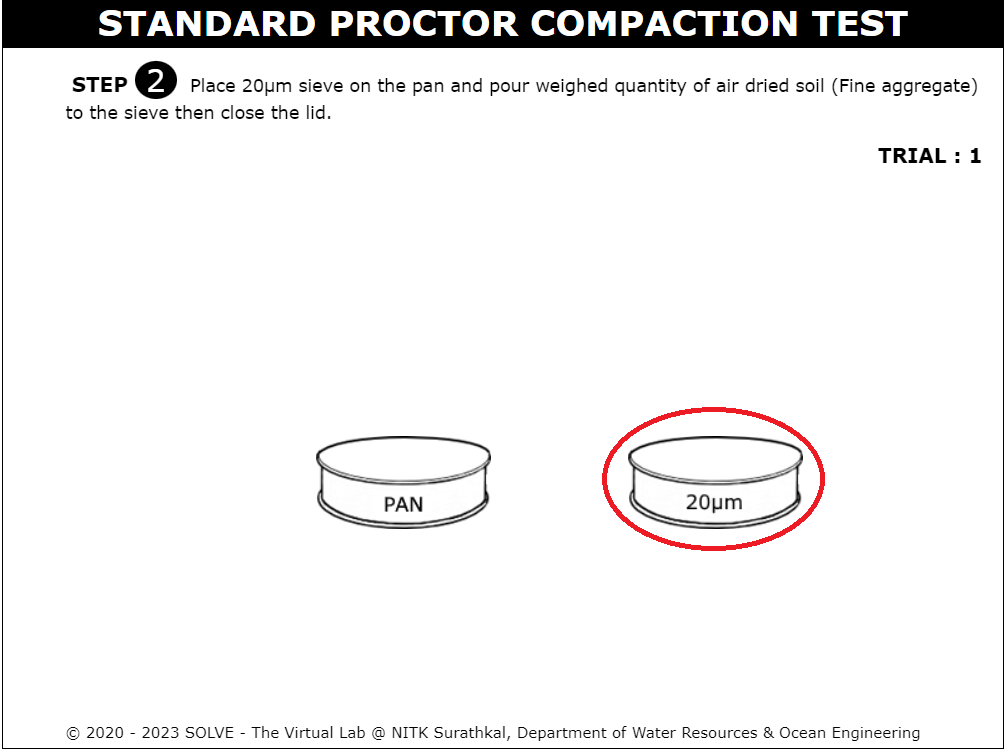 STANDARD PROCTOR COMPACTION TEST
STEP 2 Place 20µm sieve on the pan and pour weighed quantity of air dried soil (Fine aggregate)
to the sieve then close the lid.
TRIAL : 1
PAN
20µm
© 2020 - 2023 SOLVE - The Virtual Lab @ NITK Surathkal, Department of Water Resources & Ocean Engineering